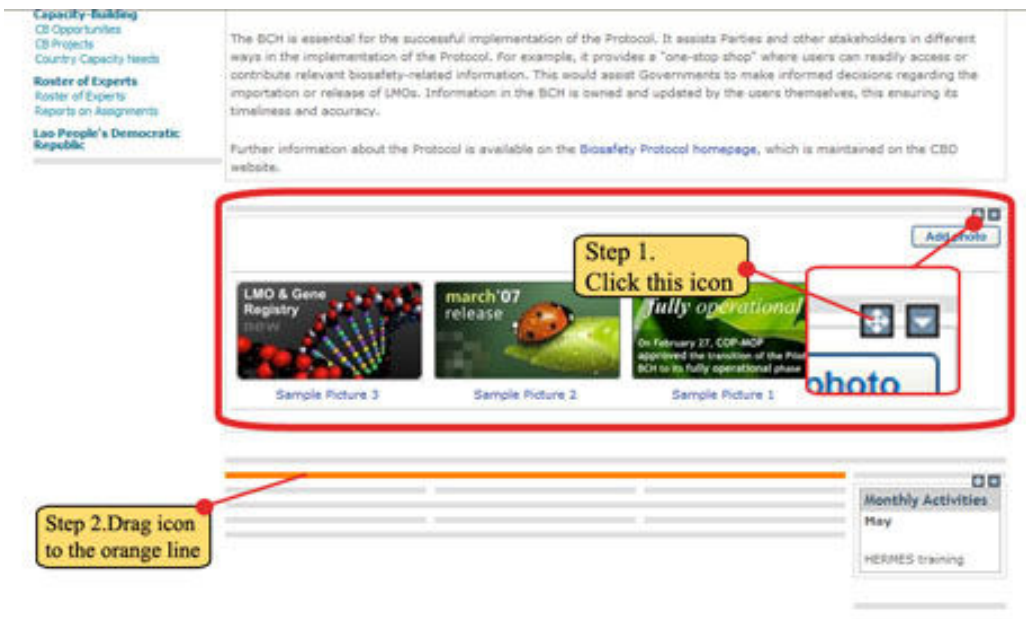 Capacity-Building
CB Opportunities
CB Projects
Country Capacity Needs
Roster of Experts
Roster of Experts
Reports on Assignments
Lao People's Democratic
Republic
The BCH is essential for the successful implementation of the Protocol. It assists Parties and other stakeholders in different
ways in the implementation of the Protocol. For example, it provides a "one-stop shop" where users can readily access or
contribute relevant biosafety-related information. This would assist Governments to make informed decisions regarding the
importation or release of LMOs. Information in the BCH is owned and updated by the users themselves, this ensuring its
timeliness and accuracy.
Further information about the Protocol is available on the Biosafety Protocol homepage, which is maintained on the CBD
website.
Add photo
Step 1.
Click this icon
LMO & Gene
Registry
now
march'07
release
fully operational
On February 27, COP-MOP
approved the transition of the Pilot
BCH to its fully operational phase
photo
Sample Picture 3
Sample Picture 2
Sample Picture 1
Step 2.Drag icon
to the orange line
Monthly Activities
May
HERMES training